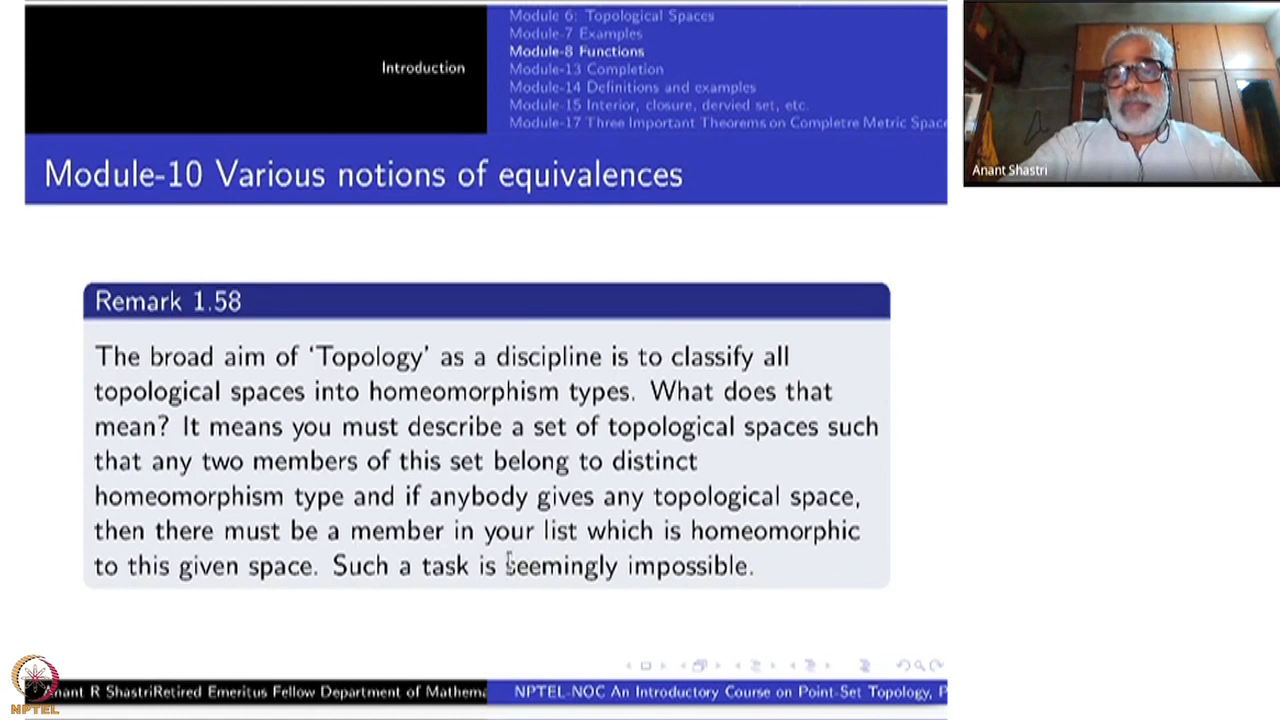 Introduction
Module 6: Topological Spaces
Module-7 Examples
Module-8 Functions
Module-13 Completion
Module-14 Definitions and examples
Module-15 Interior, closure, dervied set, etc.
Module-17 Three Important Theorems on Completre Metric Space
Module-10 Various notions of equivalences
Anant Shastri
Remark 1.58
The broad aim of ‘Topology’ as a discipline is to classify all
topological spaces into homeomorphism types. What does that
mean? It means you must describe a set of topological spaces such
that any two members of this set belong to distinct
homeomorphism type and if anybody gives any topological space,
then there must be a member in your list which is homeomorphic
to this given space. Such a task is seemingly impossible.
NPTEL
Anant R ShastriRetired Emeritus Fellow Department of Mathema
NPTEL-NOC An Introductory Course on Point-Set Topology, P